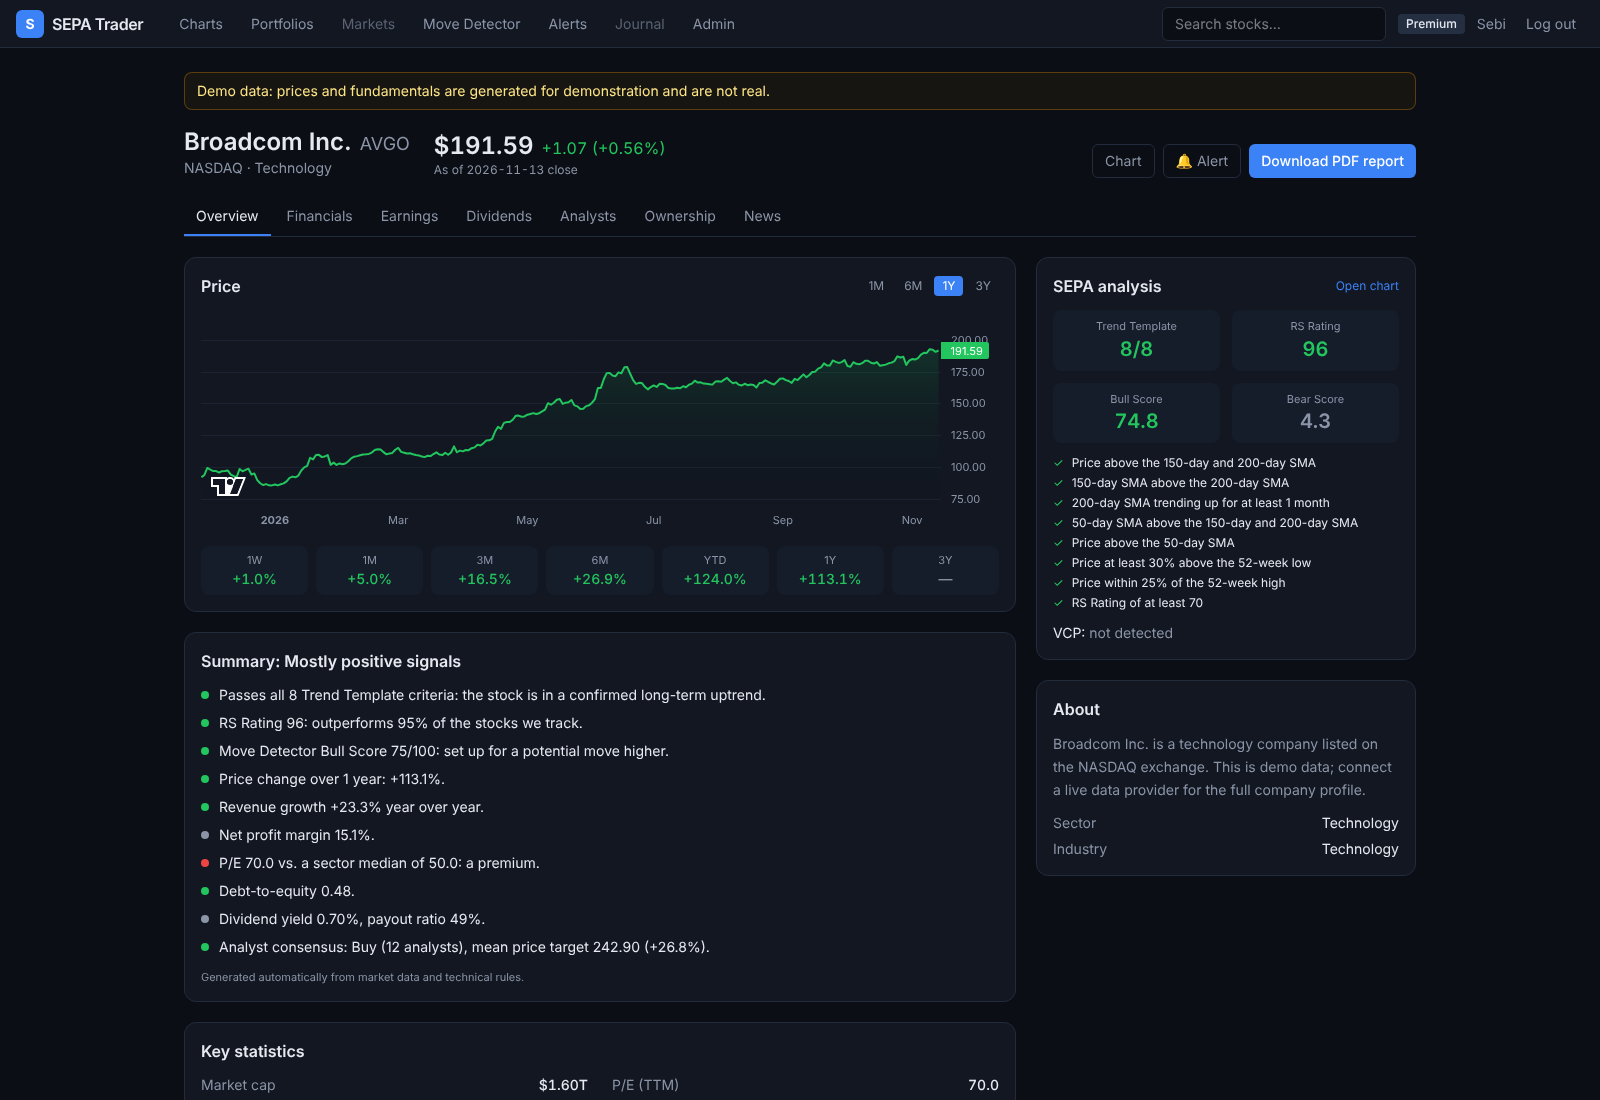 S SEPA Trader Charts Portfolios Markets Move Detector Alerts Journal Admin Search stocks... Premium Sebi Log out
Demo data: prices and fundamentals are generated for demonstration and are not real.
Broadcom Inc. AVGO $191.59 +1.07 (+0.56%)
NASDAQ · Technology As of 2026-11-13 close
Chart 🔔 Alert Download PDF report
Overview Financials Earnings Dividends Analysts Ownership News
Price 1M 6M 1Y 3Y
200.00
191.59
175.00
150.00
125.00
100.00
75.00
2026 Mar May Jul Sep Nov
1W 1M 3M 6M YTD 1Y 3Y
+1.0% +5.0% +16.5% +26.9% +124.0% +113.1% —
Summary: Mostly positive signals
Passes all 8 Trend Template criteria: the stock is in a confirmed long-term uptrend.
RS Rating 96: outperforms 95% of the stocks we track.
Move Detector Bull Score 75/100: set up for a potential move higher.
Price change over 1 year: +113.1%.
Revenue growth +23.3% year over year.
Net profit margin 15.1%.
P/E 70.0 vs. a sector median of 50.0: a premium.
Debt-to-equity 0.48.
Dividend yield 0.70%, payout ratio 49%.
Analyst consensus: Buy (12 analysts), mean price target 242.90 (+26.8%).
Generated automatically from market data and technical rules.
Key statistics
Market cap $1.60T P/E (TTM) 70.0
SEPA analysis Open chart
Trend Template RS Rating
8/8 96
Bull Score Bear Score
74.8 4.3
✓ Price above the 150-day and 200-day SMA
✓ 150-day SMA above the 200-day SMA
✓ 200-day SMA trending up for at least 1 month
✓ 50-day SMA above the 150-day and 200-day SMA
✓ Price above the 50-day SMA
✓ Price at least 30% above the 52-week low
✓ Price within 25% of the 52-week high
✓ RS Rating of at least 70
VCP: not detected
About
Broadcom Inc. is a technology company listed on
the NASDAQ exchange. This is demo data; connect
a live data provider for the full company profile.
Sector Technology
Industry Technology